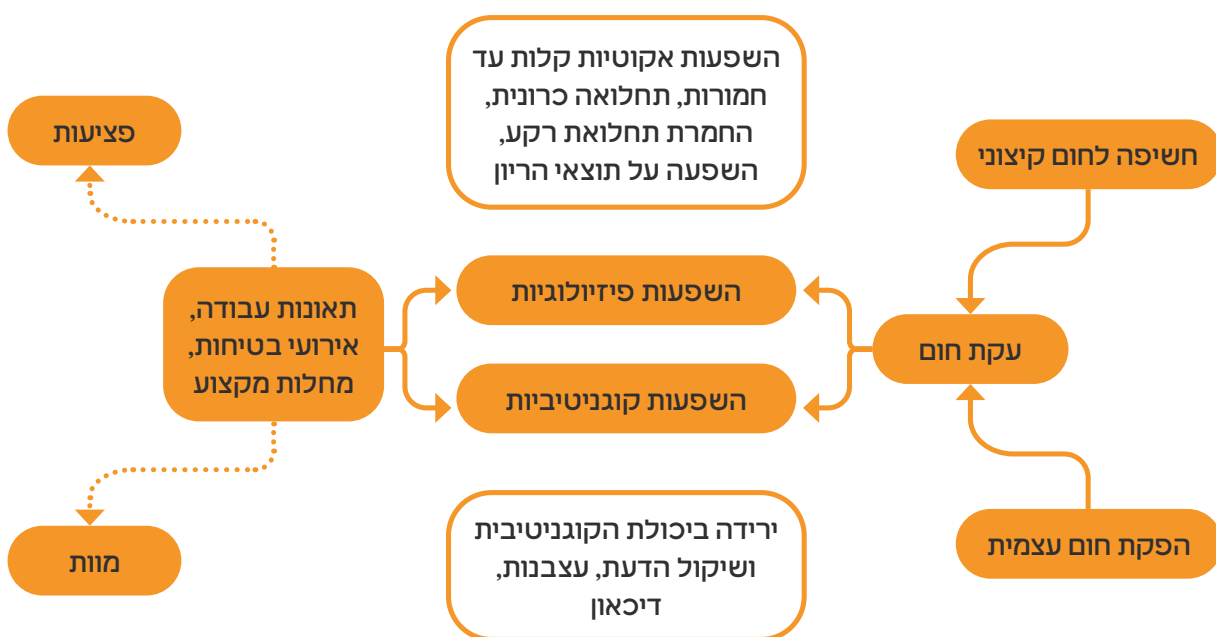 השפעות אקוטיות קלות עד
חמורות, תחלואה כרונית,
החמרת תחלואת רקע,
השפעה על תוצאי הריון
חשיפה לחום קיצוני
פציעות
השפעות פיזיולוגיות
תאונות עבודה,
אירועי בטיחות,
מחלות מקצוע
עקת חום
השפעות קוגניטיביות
ירידה ביכולת הקוגניטיבית
ושיקול הדעת, עצבנות,
דיכאון
הפקת חום עצמית
מוות